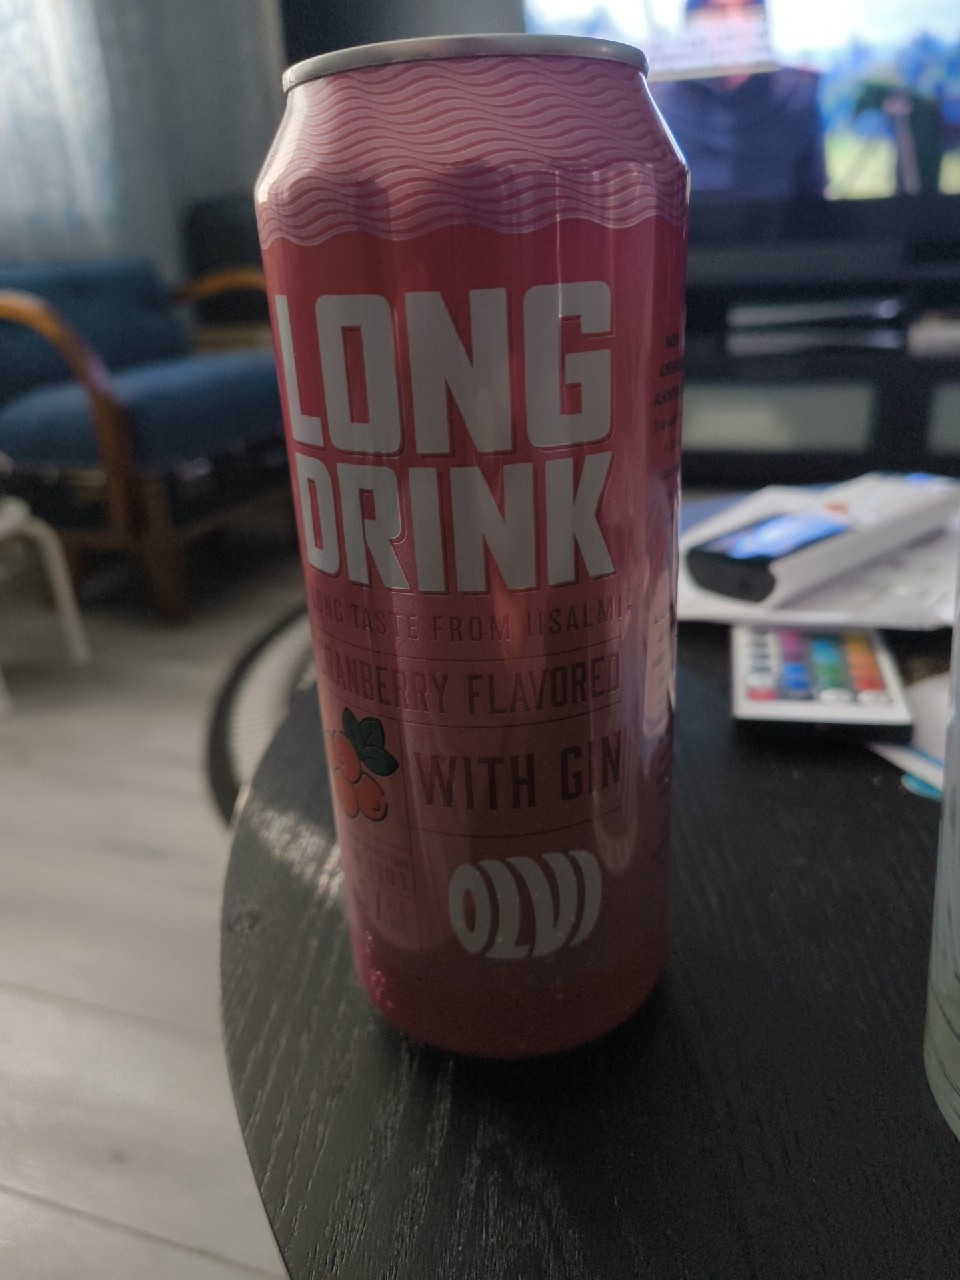 LONG
DRINK
LONG TASTE FROM IISALMI
CRANBERRY FLAVORED
WITH GIN
OLVI